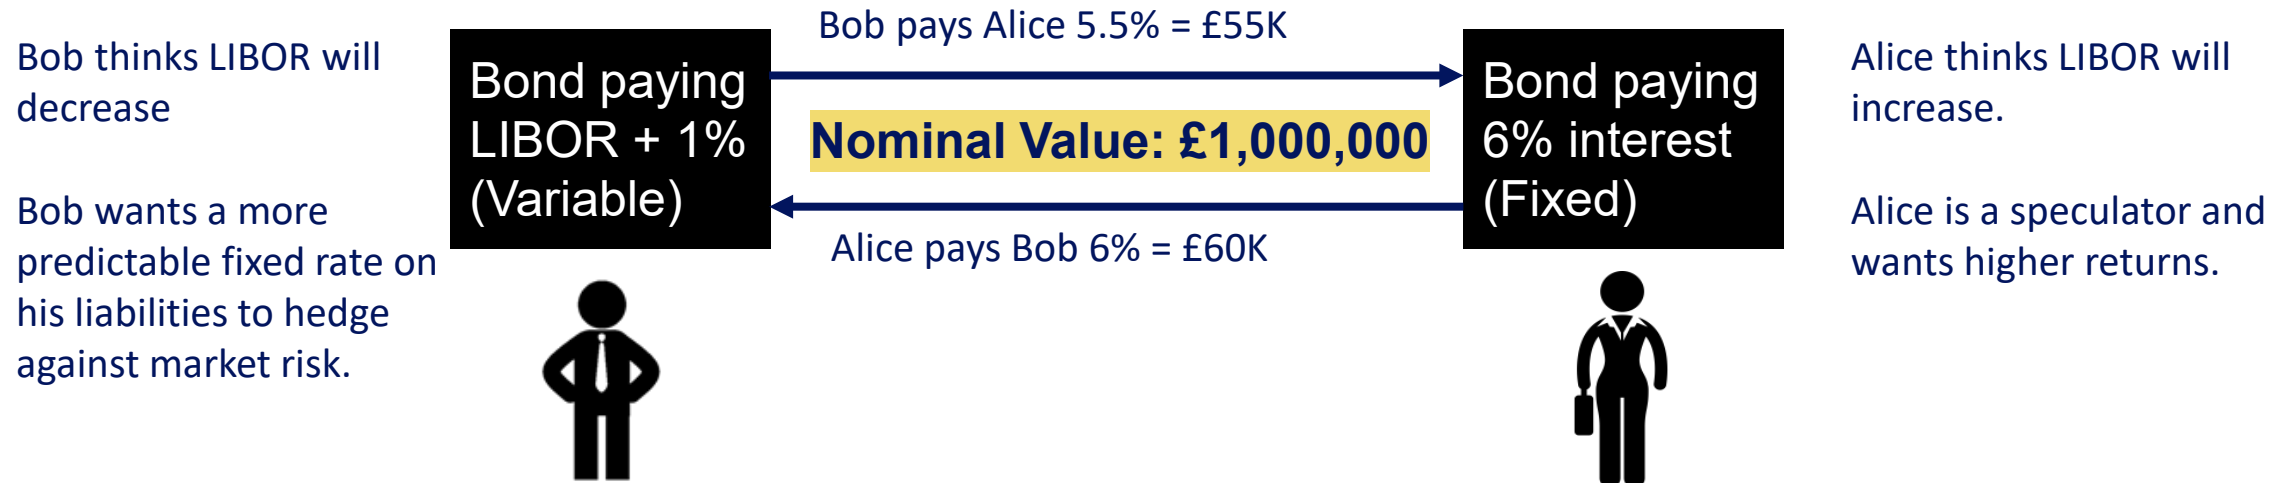 Bob thinks LIBOR will
decrease
Bob wants a more
predictable fixed rate on
his liabilities to hedge
against market risk.
Bond paying
LIBOR + 1%
(Variable)
Bob pays Alice 5.5% = £55K
Nominal Value: £1,000,000
Alice pays Bob 6% = £60K
Bond paying
6% interest
(Fixed)
Alice thinks LIBOR will
increase.
Alice is a speculator and
wants higher returns.